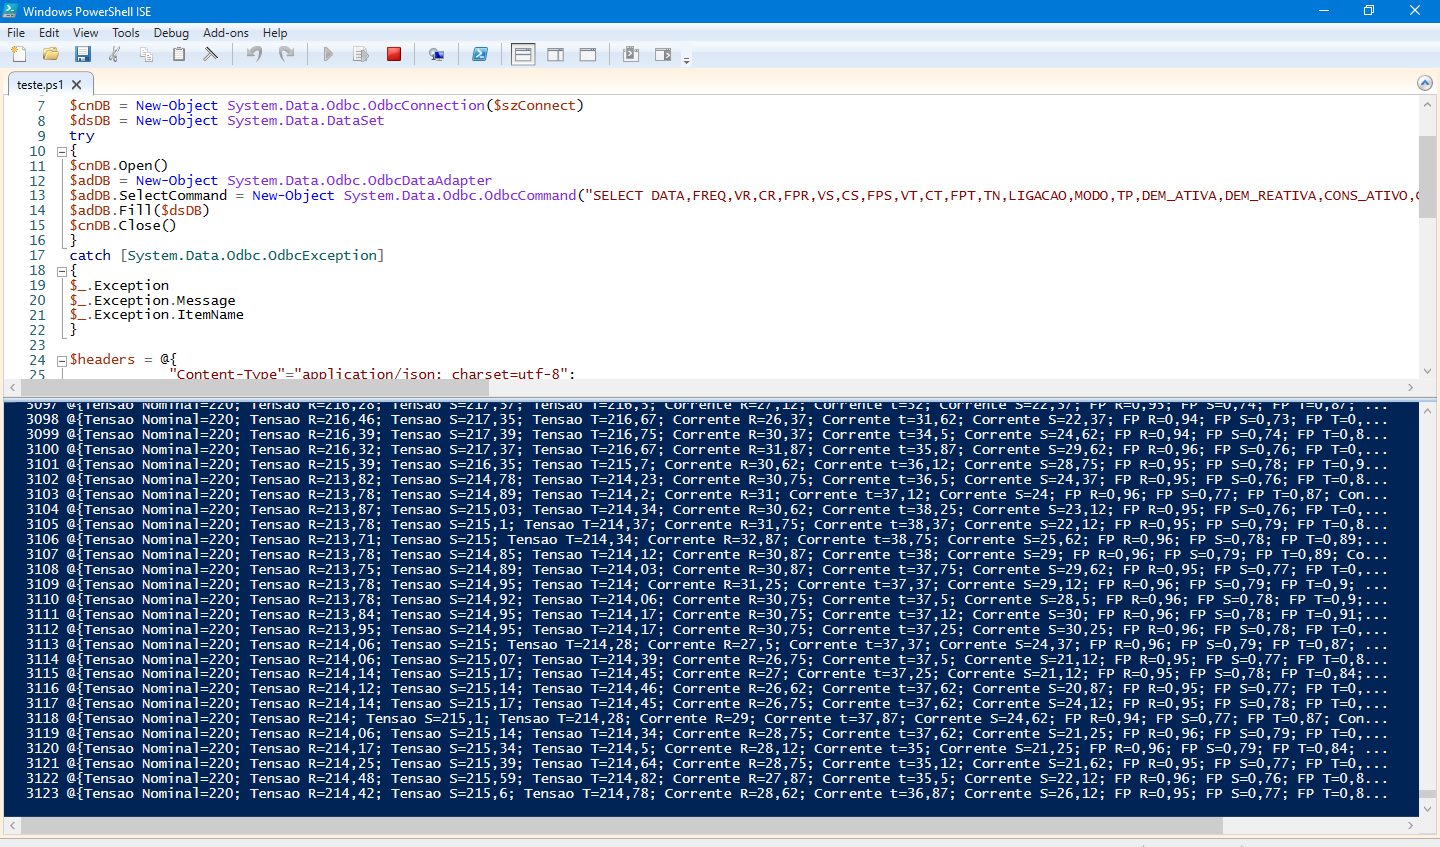 Windows PowerShell ISE
File Edit View Tools Debug Add-ons Help
teste.ps1
7 $cnDB = New-Object System.Data.Odbc.OdbcConnection($szConnect)
8 $dsDB = New-Object System.Data.DataSet
9 try
10 {
11 $cnDB.Open()
12 $adDB = New-Object System.Data.Odbc.OdbcDataAdapter
13 $adDB.SelectCommand = New-Object System.Data.Odbc.OdbcCommand("SELECT DATA,FREQ,VR,CR,FPR,VS,CS,FPS,VT,CT,FPT,TN,LIGACAO,MODO,TP,DEM_ATIVA,DEM_REATIVA,CONS_ATIVO,
14 $adDB.Fill($dsDB)
15 $cnDB.Close()
16 }
17 catch [System.Data.Odbc.OdbcException]
18 {
19 $_.Exception
20 $_.Exception.Message
21 $_.Exception.ItemName
22 }
23
24 $headers = @{
25 "Content-Type"="application/json; charset=utf-8";
3097 @{Tensao Nominal=220; Tensao R=216,28; Tensao S=217,57; Tensao T=216,5; Corrente R=27,12; Corrente t=32; Corrente S=22,37; FP R=0,95; FP S=0,74; FP T=0,87; ...
3098 @{Tensao Nominal=220; Tensao R=216,46; Tensao S=217,35; Tensao T=216,67; Corrente R=26,37; Corrente t=31,62; Corrente S=22,37; FP R=0,94; FP S=0,73; FP T=0,...
3099 @{Tensao Nominal=220; Tensao R=216,39; Tensao S=217,39; Tensao T=216,75; Corrente R=30,37; Corrente t=34,5; Corrente S=24,62; FP R=0,94; FP S=0,74; FP T=0,8...
3100 @{Tensao Nominal=220; Tensao R=216,32; Tensao S=217,37; Tensao T=216,67; Corrente R=31,87; Corrente t=35,87; Corrente S=29,62; FP R=0,96; FP S=0,76; FP T=0,...
3101 @{Tensao Nominal=220; Tensao R=215,39; Tensao S=216,35; Tensao T=215,7; Corrente R=30,62; Corrente t=36,12; Corrente S=28,75; FP R=0,95; FP S=0,78; FP T=0,9...
3102 @{Tensao Nominal=220; Tensao R=213,82; Tensao S=214,78; Tensao T=214,23; Corrente R=30,75; Corrente t=36,5; Corrente S=24,37; FP R=0,95; FP S=0,76; FP T=0,8...
3103 @{Tensao Nominal=220; Tensao R=213,78; Tensao S=214,89; Tensao T=214,2; Corrente R=31; Corrente t=37,12; Corrente S=24; FP R=0,96; FP S=0,77; FP T=0,87; Con...
3104 @{Tensao Nominal=220; Tensao R=213,87; Tensao S=215,03; Tensao T=214,34; Corrente R=30,62; Corrente t=38,25; Corrente S=23,12; FP R=0,95; FP S=0,76; FP T=0,...
3105 @{Tensao Nominal=220; Tensao R=213,78; Tensao S=215,1; Tensao T=214,37; Corrente R=31,75; Corrente t=38,37; Corrente S=22,12; FP R=0,95; FP S=0,79; FP T=0,8...
3106 @{Tensao Nominal=220; Tensao R=213,71; Tensao S=215; Tensao T=214,34; Corrente R=32,87; Corrente t=38,75; Corrente S=25,62; FP R=0,96; FP S=0,78; FP T=0,89;...
3107 @{Tensao Nominal=220; Tensao R=213,78; Tensao S=214,85; Tensao T=214,12; Corrente R=30,87; Corrente t=38; Corrente S=29; FP R=0,96; FP S=0,79; FP T=0,89; Co...
3108 @{Tensao Nominal=220; Tensao R=213,75; Tensao S=214,89; Tensao T=214,03; Corrente R=30,87; Corrente t=37,75; Corrente S=29,62; FP R=0,95; FP S=0,77; FP T=0,...
3109 @{Tensao Nominal=220; Tensao R=213,78; Tensao S=214,95; Tensao T=214; Corrente R=31,25; Corrente t=37,37; Corrente S=29,12; FP R=0,96; FP S=0,79; FP T=0,9; ...
3110 @{Tensao Nominal=220; Tensao R=213,78; Tensao S=214,92; Tensao T=214,06; Corrente R=30,75; Corrente t=37,5; Corrente S=28,5; FP R=0,96; FP S=0,78; FP T=0,9;...
3111 @{Tensao Nominal=220; Tensao R=213,84; Tensao S=214,95; Tensao T=214,17; Corrente R=30,75; Corrente t=37,12; Corrente S=30; FP R=0,96; FP S=0,78; FP T=0,91;...
3112 @{Tensao Nominal=220; Tensao R=213,95; Tensao S=214,95; Tensao T=214,17; Corrente R=30,75; Corrente t=37,25; Corrente S=30,25; FP R=0,96; FP S=0,78; FP T=0,...
3113 @{Tensao Nominal=220; Tensao R=214,06; Tensao S=215; Tensao T=214,28; Corrente R=27,5; Corrente t=37,37; Corrente S=24,37; FP R=0,96; FP S=0,79; FP T=0,87; ...
3114 @{Tensao Nominal=220; Tensao R=214,06; Tensao S=215,07; Tensao T=214,39; Corrente R=26,75; Corrente t=37,5; Corrente S=21,12; FP R=0,95; FP S=0,77; FP T=0,8...
3115 @{Tensao Nominal=220; Tensao R=214,14; Tensao S=215,17; Tensao T=214,45; Corrente R=27; Corrente t=37,25; Corrente S=21,12; FP R=0,95; FP S=0,78; FP T=0,84;...
3116 @{Tensao Nominal=220; Tensao R=214,12; Tensao S=215,14; Tensao T=214,46; Corrente R=26,62; Corrente t=37,62; Corrente S=20,87; FP R=0,95; FP S=0,77; FP T=0,...
3117 @{Tensao Nominal=220; Tensao R=214,14; Tensao S=215,17; Tensao T=214,45; Corrente R=26,75; Corrente t=37,62; Corrente S=24,12; FP R=0,95; FP S=0,78; FP T=0,...
3118 @{Tensao Nominal=220; Tensao R=214; Tensao S=215,1; Tensao T=214,28; Corrente R=29; Corrente t=37,87; Corrente S=24,62; FP R=0,94; FP S=0,77; FP T=0,87; Con...
3119 @{Tensao Nominal=220; Tensao R=214,06; Tensao S=215,14; Tensao T=214,34; Corrente R=28,75; Corrente t=37,62; Corrente S=21,25; FP R=0,96; FP S=0,79; FP T=0,...
3120 @{Tensao Nominal=220; Tensao R=214,17; Tensao S=215,34; Tensao T=214,5; Corrente R=28,12; Corrente t=35; Corrente S=21,25; FP R=0,96; FP S=0,79; FP T=0,84; ...
3121 @{Tensao Nominal=220; Tensao R=214,25; Tensao S=215,39; Tensao T=214,64; Corrente R=28,75; Corrente t=35,12; Corrente S=21,62; FP R=0,95; FP S=0,77; FP T=0,...
3122 @{Tensao Nominal=220; Tensao R=214,48; Tensao S=215,59; Tensao T=214,82; Corrente R=27,87; Corrente t=35,5; Corrente S=22,12; FP R=0,96; FP S=0,76; FP T=0,8...
3123 @{Tensao Nominal=220; Tensao R=214,42; Tensao S=215,6; Tensao T=214,78; Corrente R=28,62; Corrente t=36,87; Corrente S=26,12; FP R=0,95; FP S=0,77; FP T=0,8...